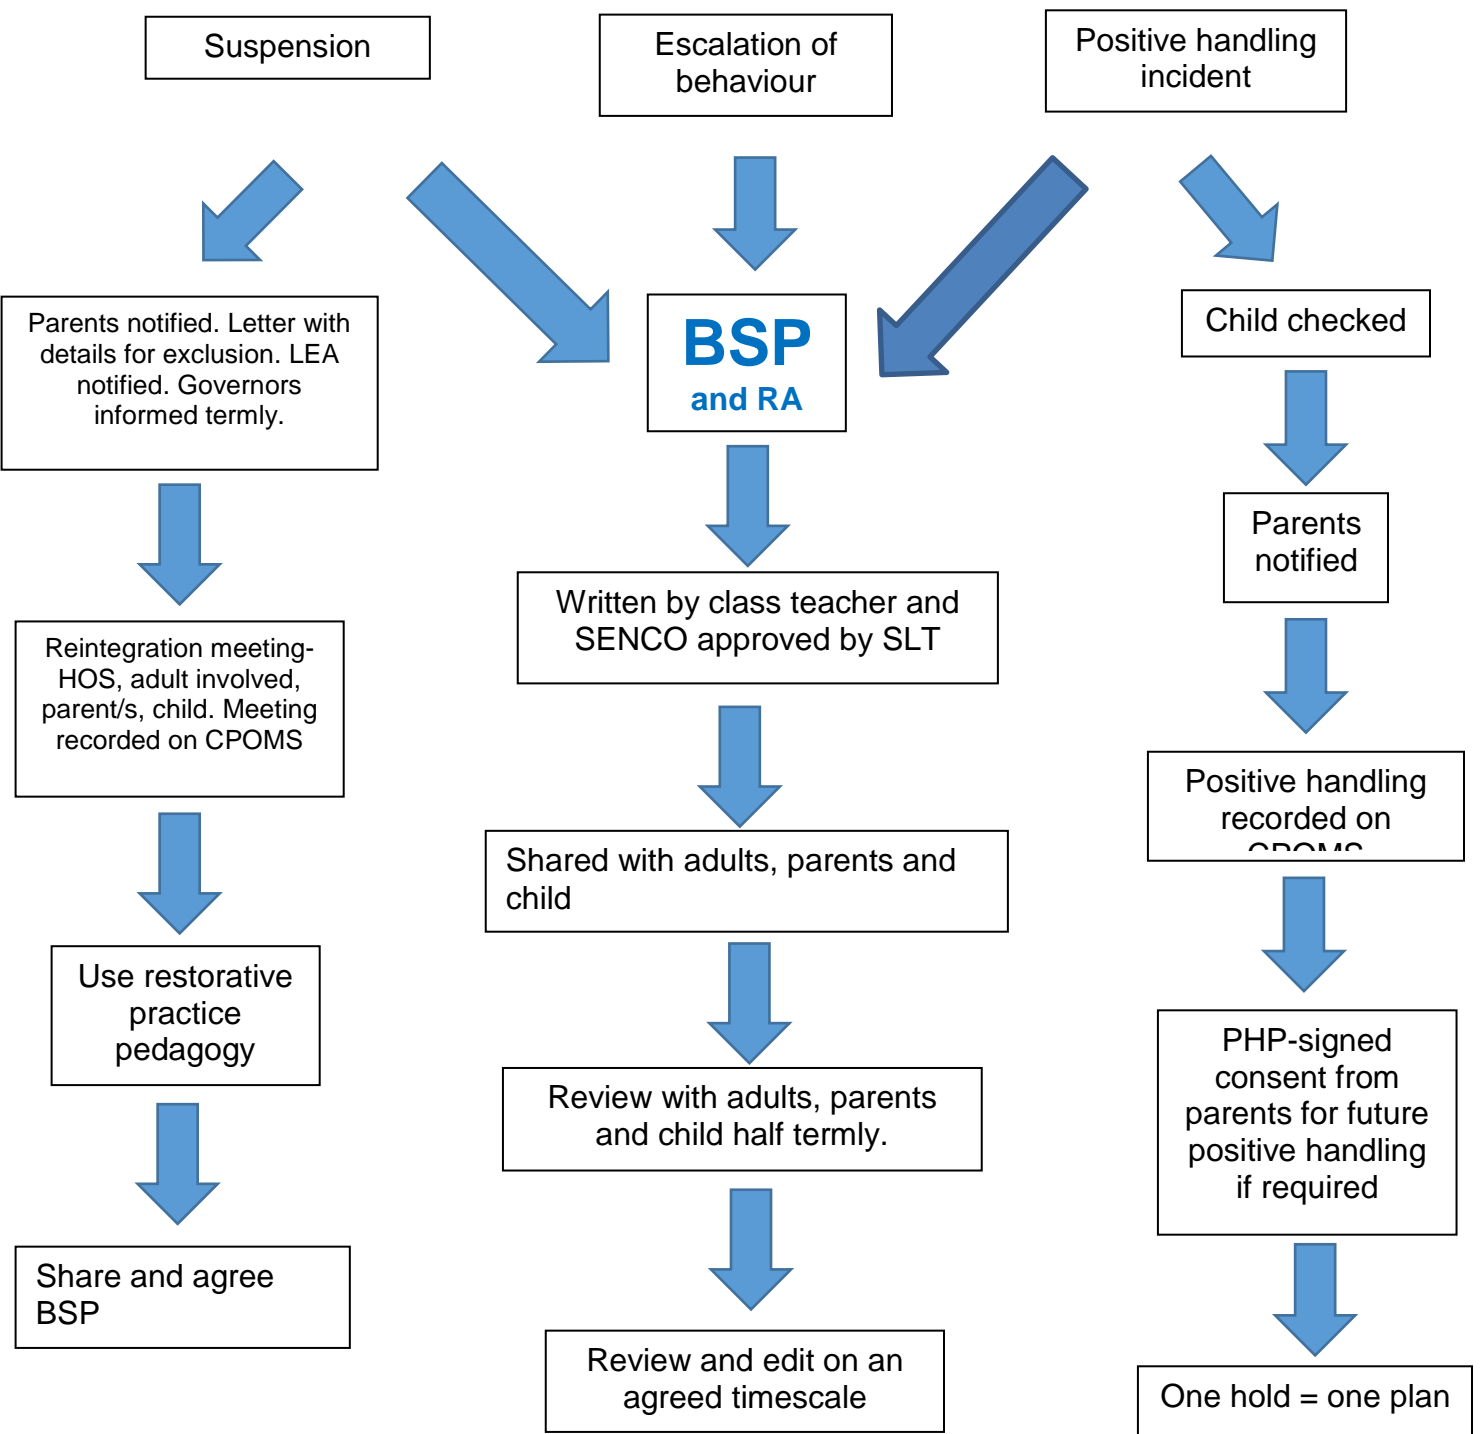 Suspension
Escalation of
behaviour
Positive handling
incident
Parents notified. Letter with
details for exclusion. LEA
notified. Governors
informed termly.
BSP
and RA
Child checked
Parents
notified
Written by class teacher and
SENCO approved by SLT
Reintegration meeting-
HOS, adult involved,
parent/s, child. Meeting
recorded on CPOMS
Positive handling
recorded on
CPOMS
Shared with adults, parents and
child
Use restorative
practice
pedagogy
PHP-signed
consent from
parents for future
positive handling
if required
Review with adults, parents
and child half termly.
Share and agree
BSP
Review and edit on an
agreed timescale
One hold = one plan